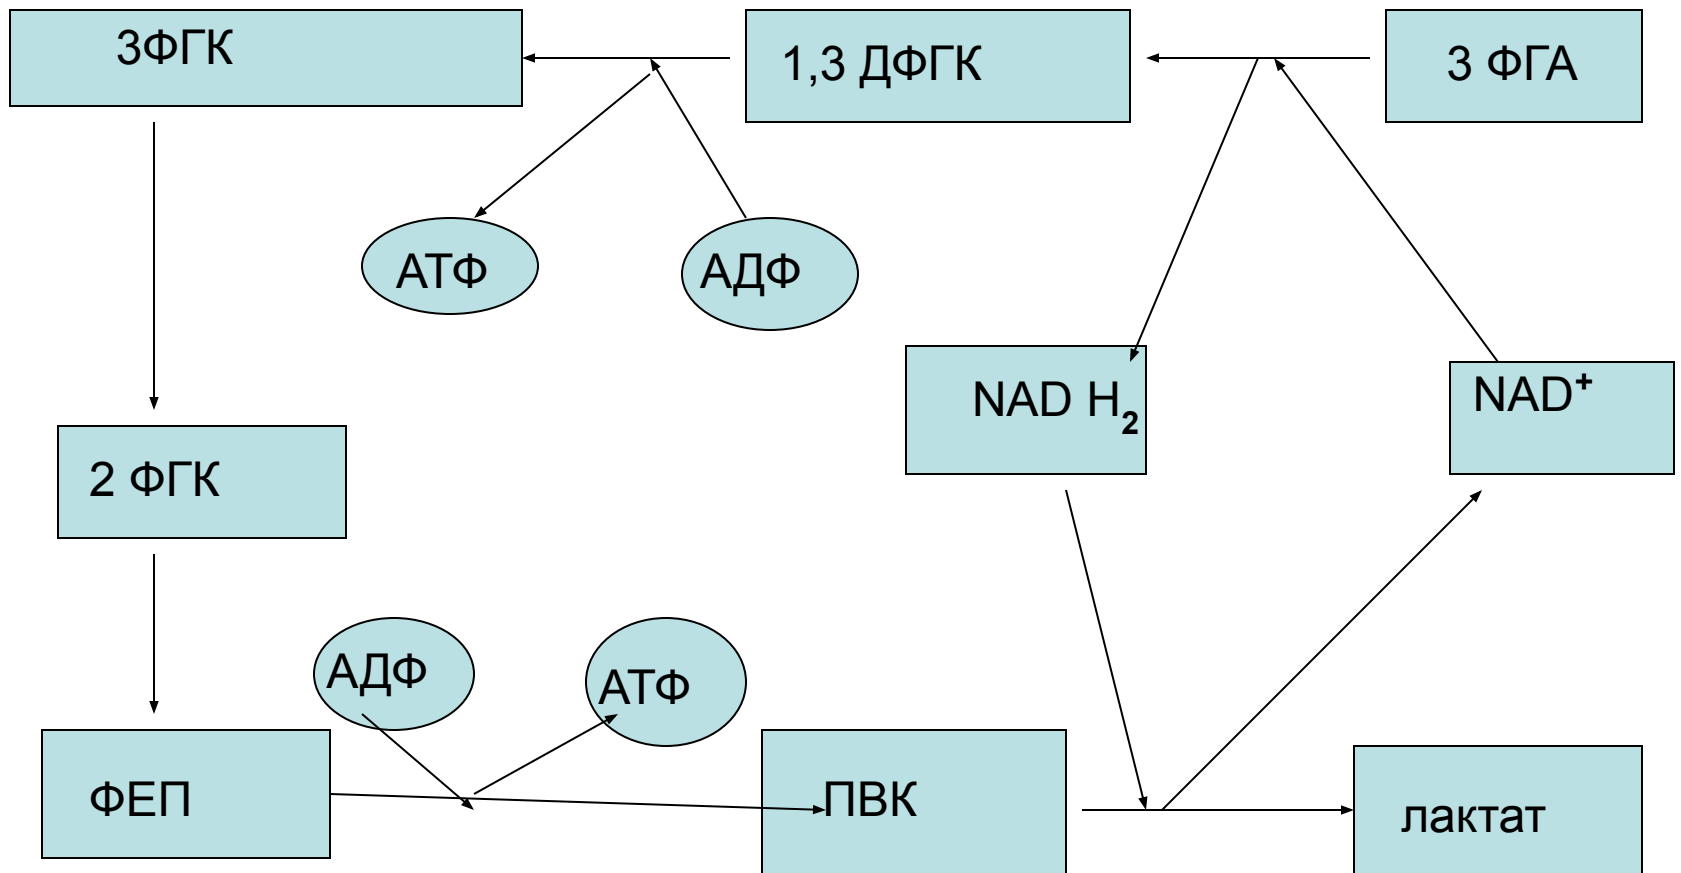 3ФГК
1,3 ДФГК
3 ФГА
АТФ
АДФ
NAD H₂
NAD⁺
2 ФГК
АДФ
АТФ
ФЕП
ПВК
лактат